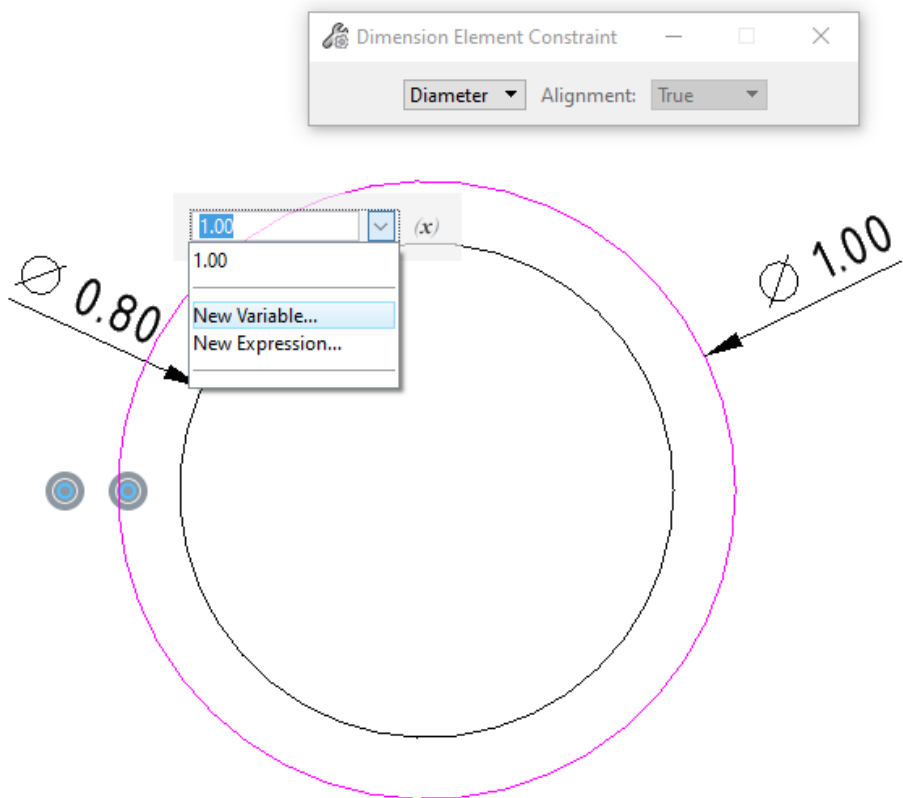 Dimension Element Constraint
Diameter Alignment: True
1.00 (x)
1.00
New Variable...
New Expression...
∅ 0.80
∅ 1.00